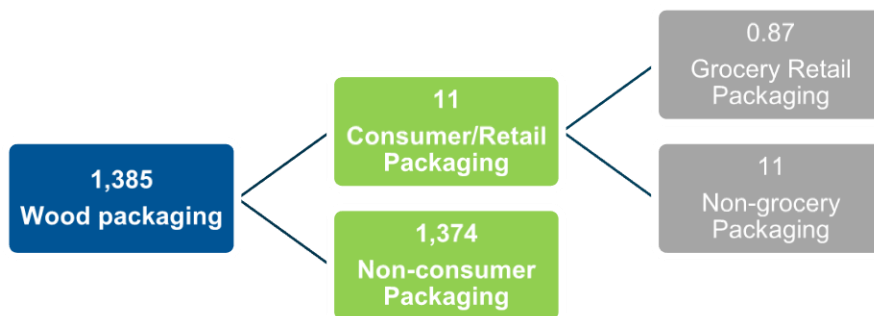 1,385
Wood packaging
11
Consumer/Retail
Packaging
1,374
Non-consumer
Packaging
0.87
Grocery Retail
Packaging
11
Non-grocery
Packaging